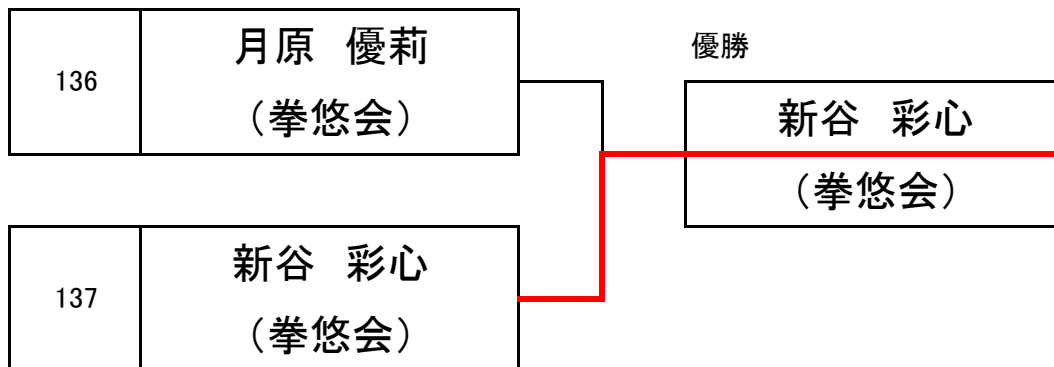 136
月原　優莉
（拳悠会）
優勝
新谷　彩心
（拳悠会）
137
新谷　彩心
（拳悠会）